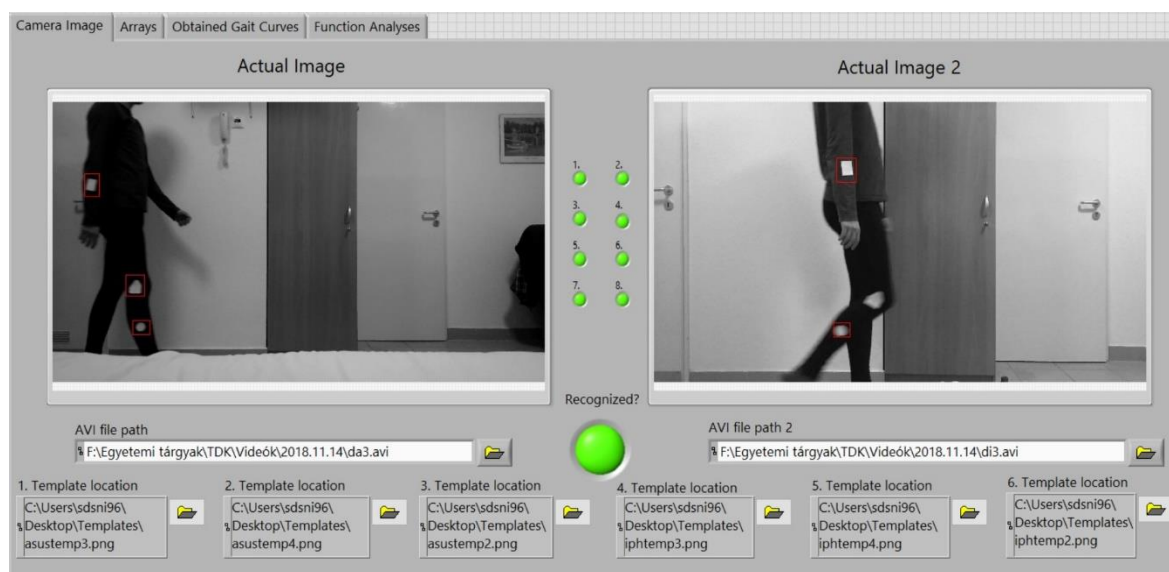 Camera Image Arrays Obtained Gait Curves Function Analyses
Actual Image
Actual Image 2
1. 2.
3. 4.
5. 6.
7. 8.
Recognized?
AVI file path
F:\Egyetemi tárgyak\TDK\Videók\2018.11.14\da3.avi
AVI file path 2
F:\Egyetemi tárgyak\TDK\Videók\2018.11.14\di3.avi
1. Template location
C:\Users\sdsni96\
Desktop\Templates\
asustemp3.png
2. Template location
C:\Users\sdsni96\
Desktop\Templates\
asustemp4.png
3. Template location
C:\Users\sdsni96\
Desktop\Templates\
asustemp2.png
4. Template location
C:\Users\sdsni96\
Desktop\Templates\
iphtemp3.png
5. Template location
C:\Users\sdsni96\
Desktop\Templates\
iphtemp4.png
6. Template location
C:\Users\sdsni96\
Desktop\Templates\
iphtemp2.png